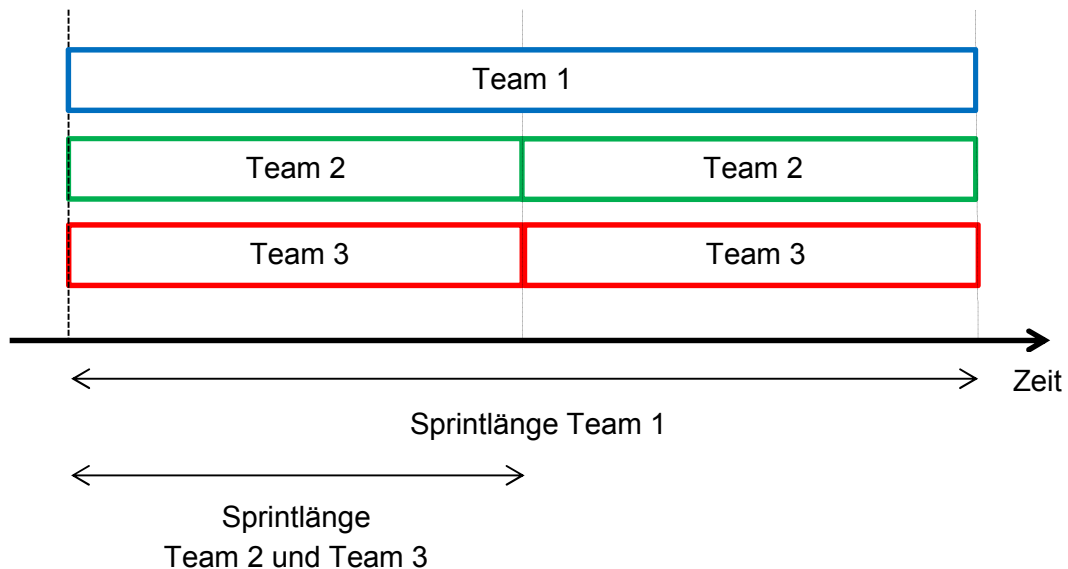 Team 1
Team 2 Team 2
Team 3 Team 3
Zeit
Sprintlänge Team 1
Sprintlänge
Team 2 und Team 3